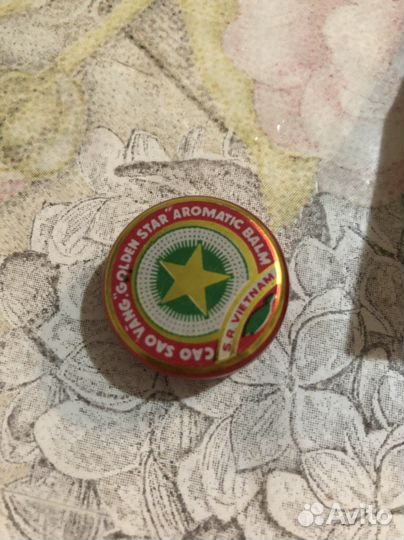 CAO SAO VÀNG "GOLDEN STAR" AROMATIC BALM
S.R. VIETNAM
Avito